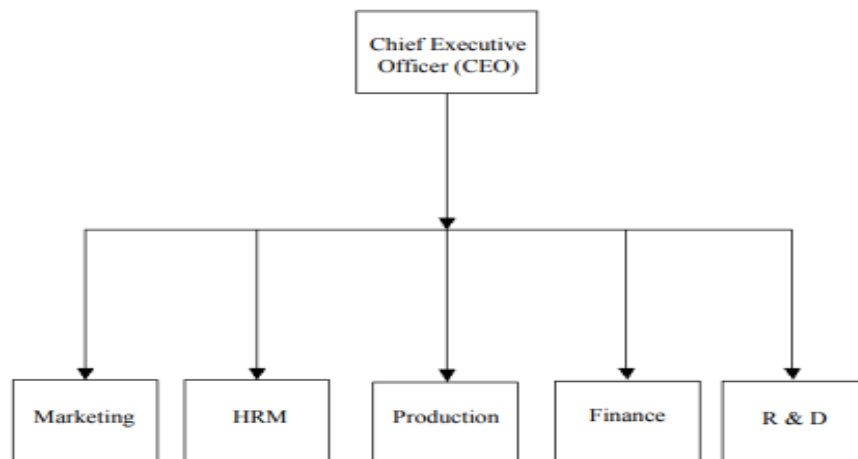 Chief Executive
Officer (CEO)
Marketing
HRM
Production
Finance
R & D